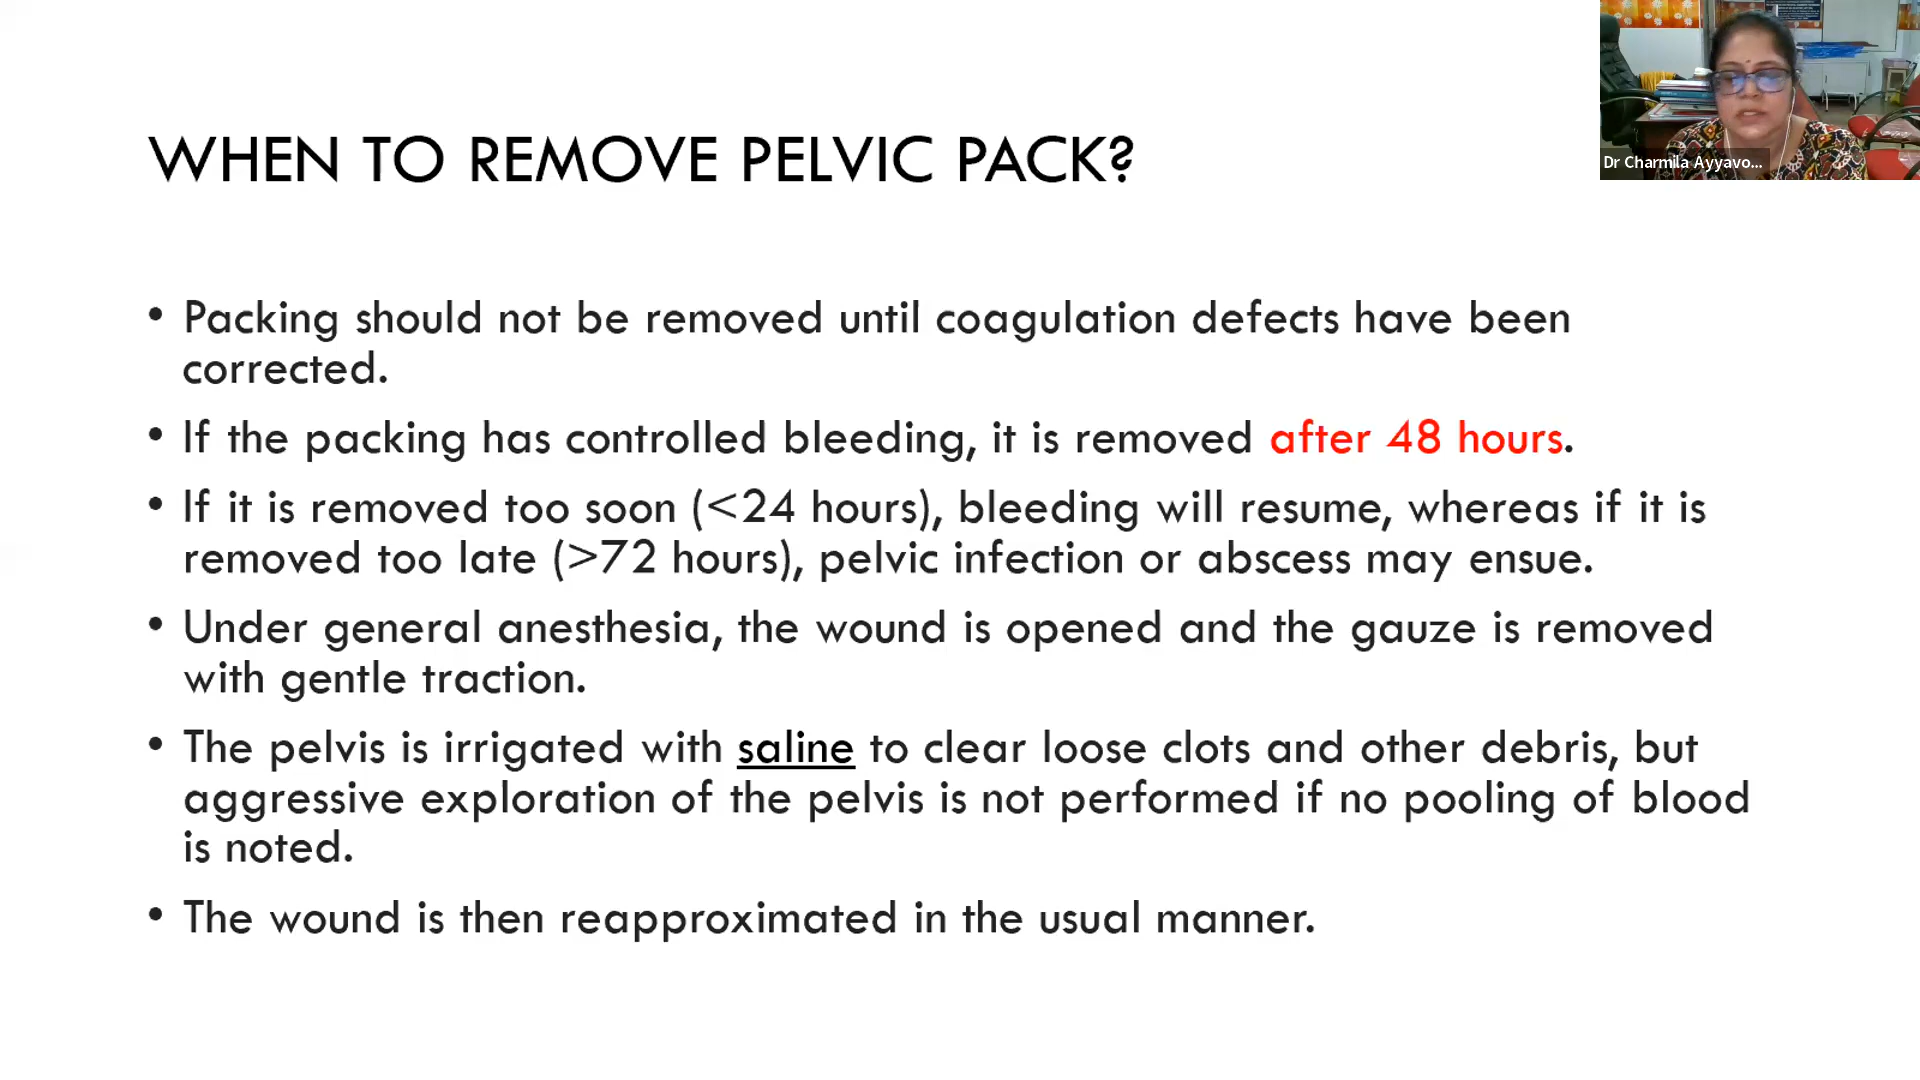 WHEN TO REMOVE PELVIC PACK?
Dr Charmila Ayyavo...
• Packing should not be removed until coagulation defects have been
corrected.
• If the packing has controlled bleeding, it is removed after 48 hours.
• If it is removed too soon (<24 hours), bleeding will resume, whereas if it is
removed too late (>72 hours), pelvic infection or abscess may ensue.
• Under general anesthesia, the wound is opened and the gauze is removed
with gentle traction.
• The pelvis is irrigated with saline to clear loose clots and other debris, but
aggressive exploration of the pelvis is not performed if no pooling of blood
is noted.
• The wound is then reapproximated in the usual manner.